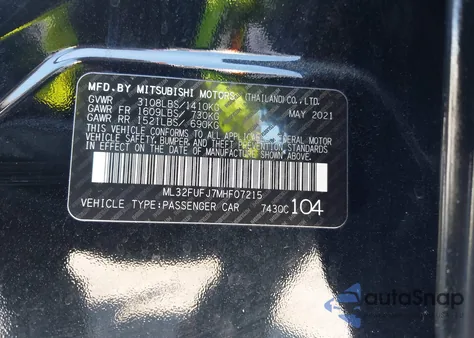 MFD.BY MITSUBISHI MOTORS (THAILAND) CO., LTD.
GVWR 3108LBS/1410KG MAY 2021
GAWR FR 1609LBS/730KG
GAWR RR 1521LBS/690KG
THIS VEHICLE CONFORMS TO ALL APPLICABLE FEDERAL MOTOR
VEHICLE SAFETY, BUMPER, AND THEFT PREVENTION STANDARDS
IN EFFECT ON THE DATE OF MANUFACTURE SHOWN ABOVE.
ML32FUFJ7MHF07215
VEHICLE TYPE:PASSENGER CAR 7430C 104
autoSnap